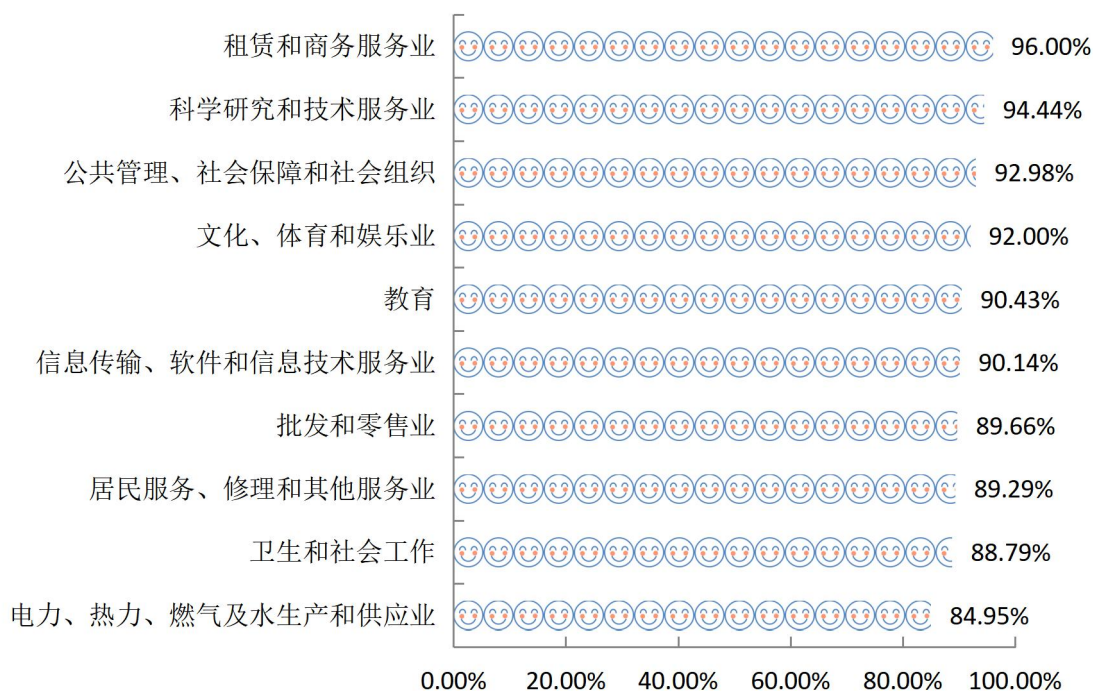 租赁和商务服务业 96.00%
科学研究和技术服务业 94.44%
公共管理、社会保障和社会组织 92.98%
文化、体育和娱乐业 92.00%
教育 90.43%
信息传输、软件和信息技术服务业 90.14%
批发和零售业 89.66%
居民服务、修理和其他服务业 89.29%
卫生和社会工作 88.79%
电力、热力、燃气及水生产和供应业 84.95%
0.00% 20.00% 40.00% 60.00% 80.00% 100.00%